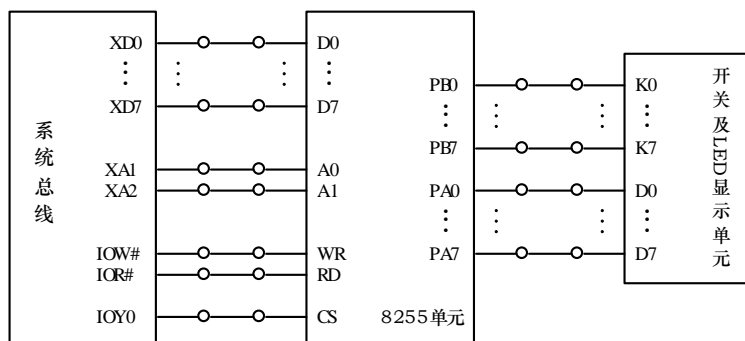 系统总线
XD0
XD7
XA1
XA2
IOW#
IOR#
IOY0
D0
D7
A0
A1
WR
RD
CS
PB0
PB7
PA0
PA7
8255单元
K0
K7
D0
D7
开关及LED显示单元